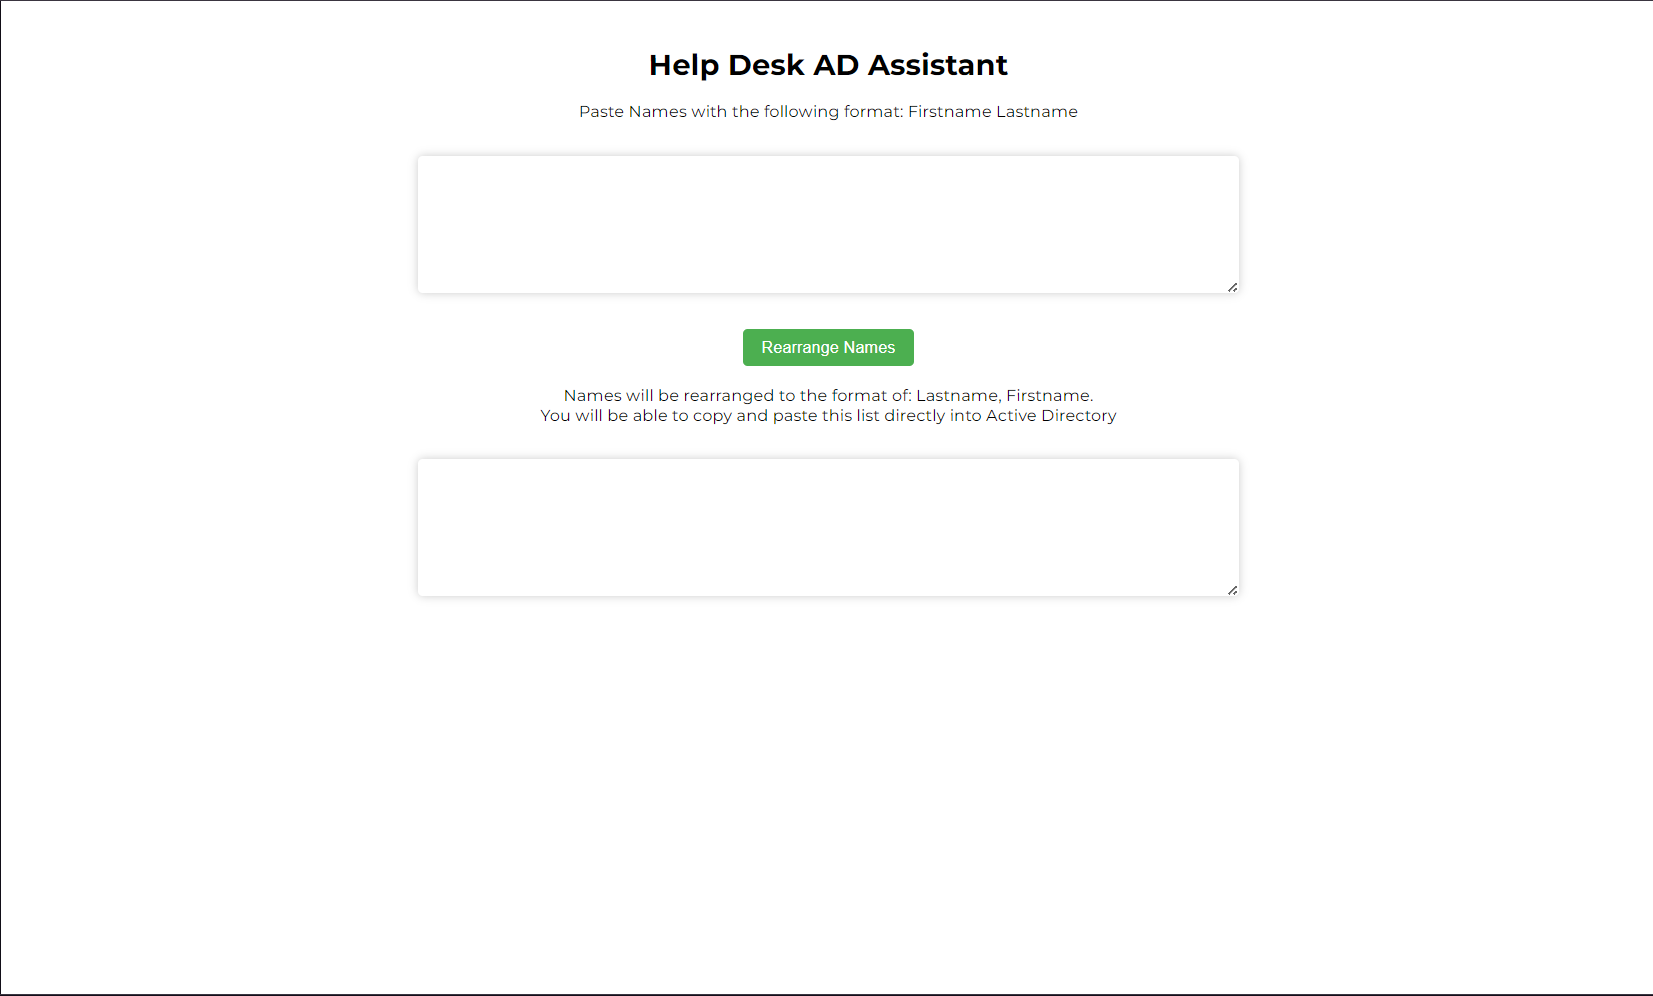 Help Desk AD Assistant
Paste Names with the following format: Firstname Lastname
Rearrange Names
Names will be rearranged to the format of: Lastname, Firstname.
You will be able to copy and paste this list directly into Active Directory